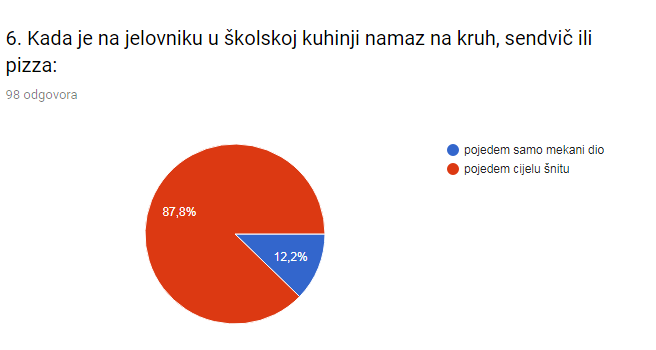 6. Kada je na jelovniku u školskoj kuhinji namaz na kruh, sendvič ili
pizza:
98 odgovora
pojedem samo mekani dio
pojedem cijelu šnitu
87,8%
12,2%